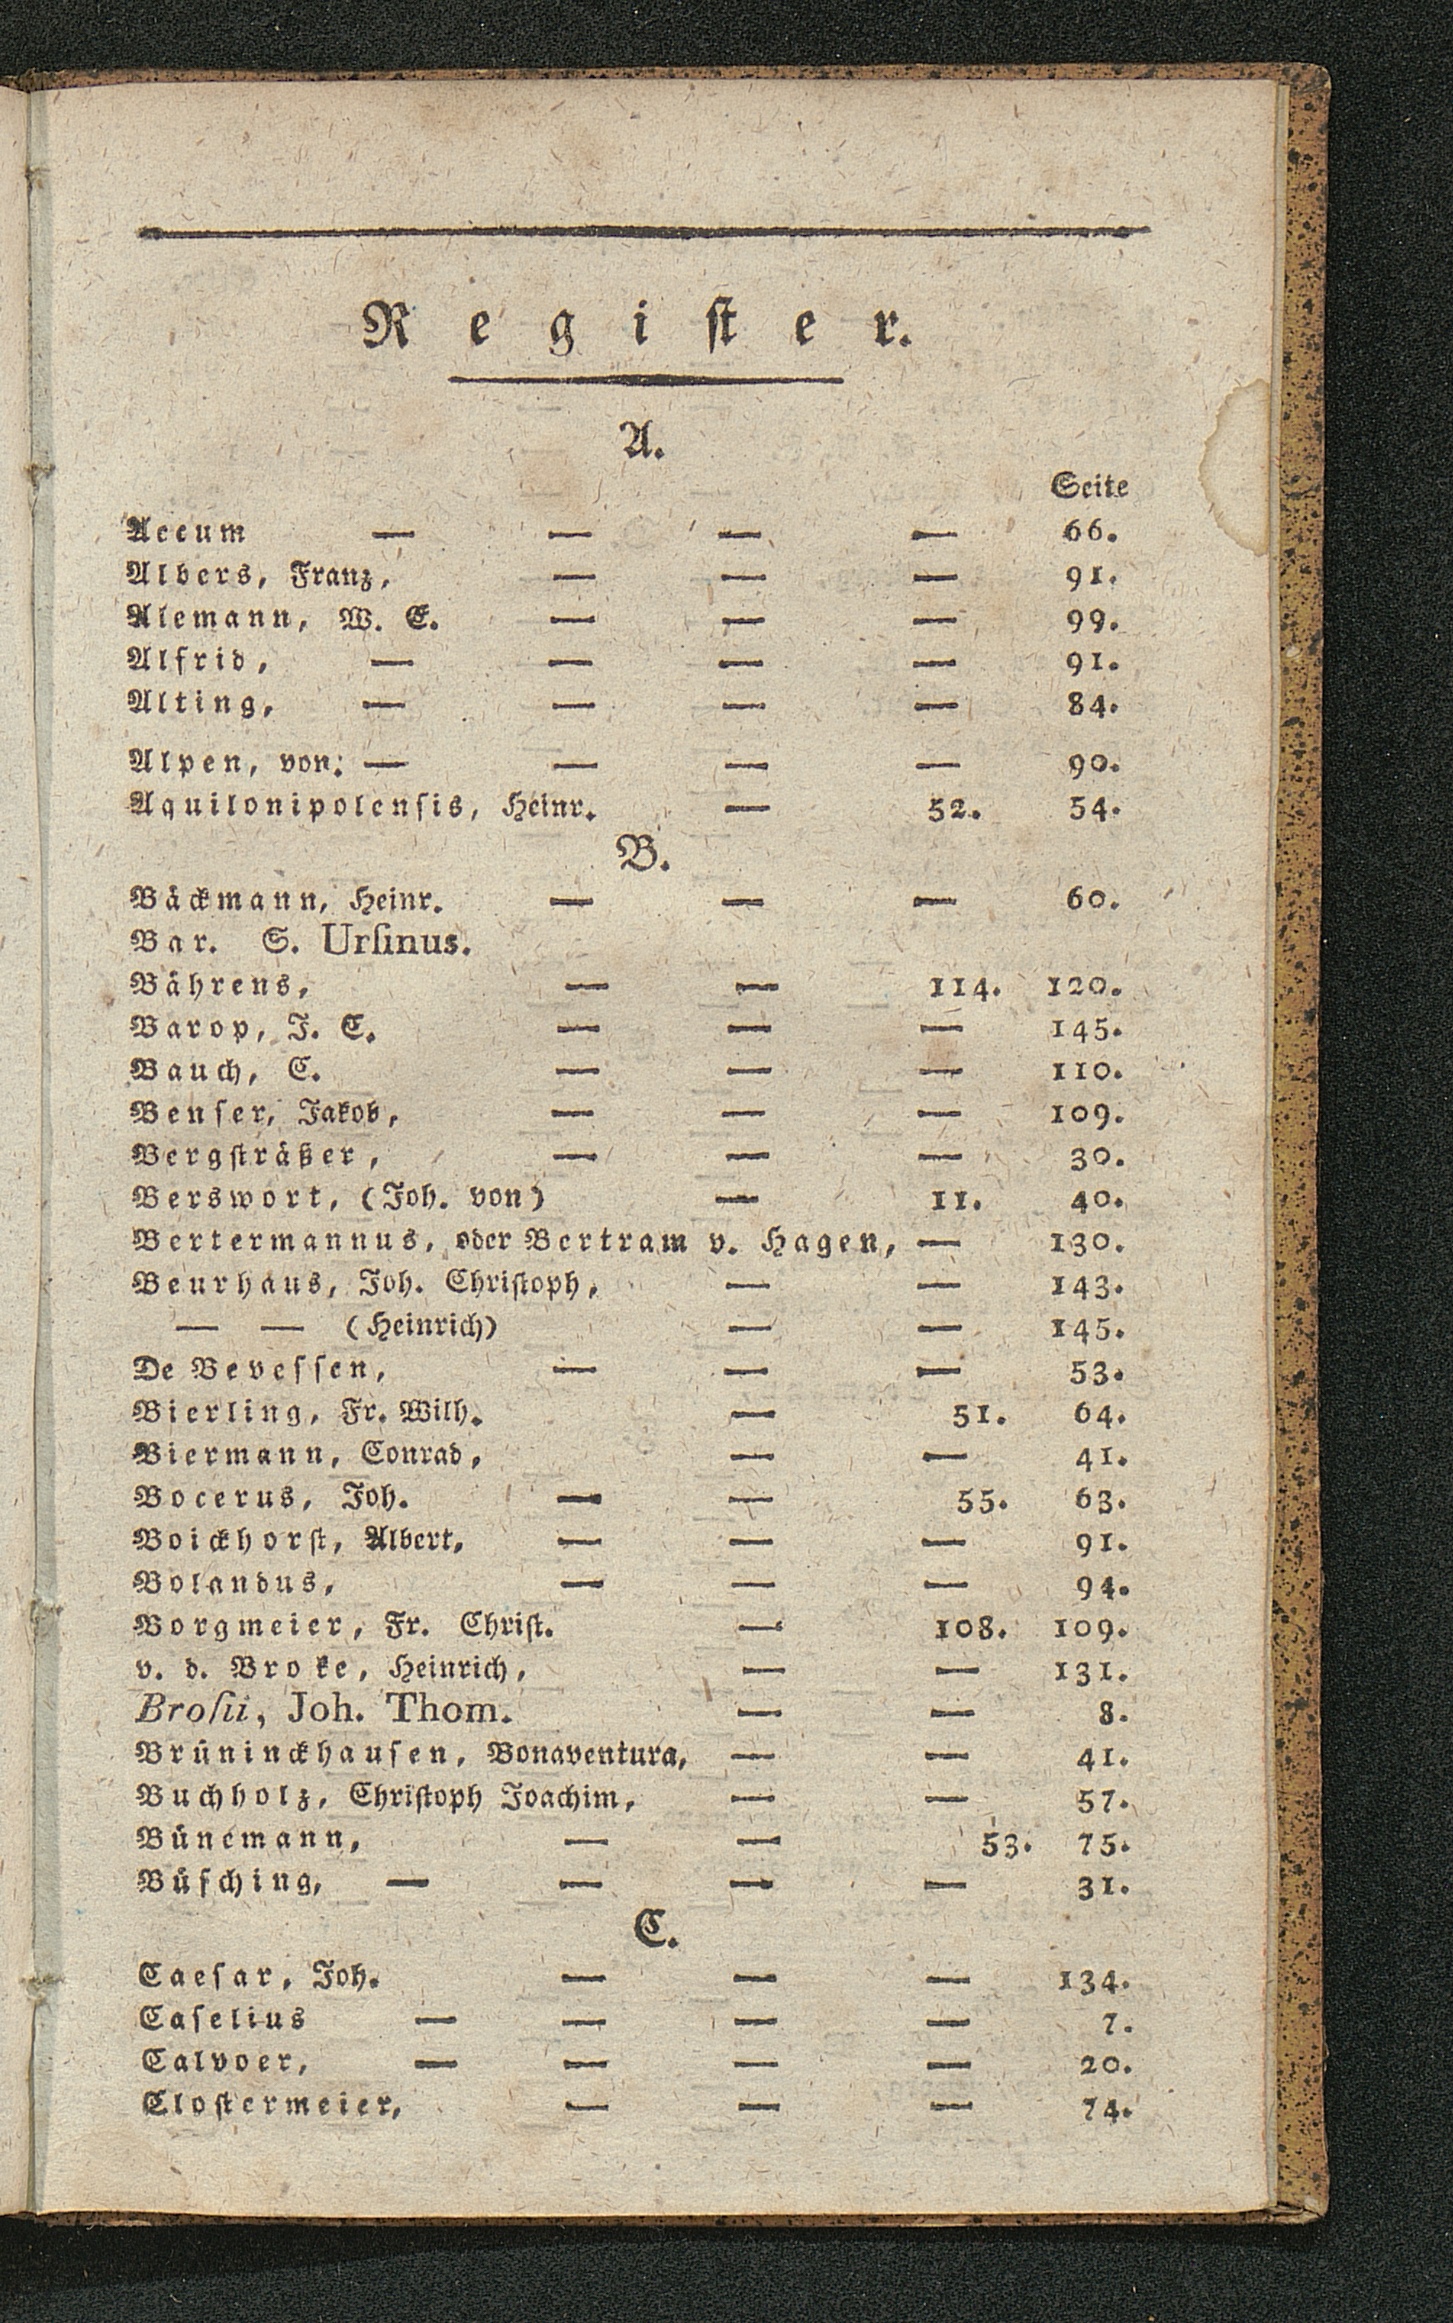 Register.
A.
Seite
Accum — — — — 66.
Albers, Franz, — — — 91.
Alemann, W. E. — — — 99.
Alfrid, — — — — 91.
Alting, — — — — 84.
Alpen, von: — — — — 90.
Aquilonipolenſis, Heinr. — 52. 54.
B.
Bäckmann, Heinr. — — — 60.
Bar. S. Urſinus.
Bährens, — — 114. 120.
Barop, J. C. — — — 145.
Bauch, C. — — — 110.
Benſer, Jakob, — — — 109.
Bergſträßer, — — — 30.
Berswort, (Joh. von) — 11. 40.
Bertermannus, oder Bertram v. Hagen, — 130.
Beurhaus, Joh. Chriſtoph, — — 143.
— — (Heinrich) — — 145.
De Beveſſen, — — — 53.
Bierling, Fr. Wilh. — 51. 64.
Biermann, Conrad, — — 41.
Bocerus, Joh. — — 55. 63.
Boickhorſt, Albert, — — — 91.
Bolandus, — — — 94.
Borgmeier, Fr. Chriſt. — 108. 109.
v. d. Broke, Heinrich, — — 131.
Broſii, Joh. Thom. — — 8.
Brüninckhauſen, Bonaventura, — — 41.
Buchholz, Chriſtoph Joachim, — — 57.
Bünemann, — — 53. 75.
Büſching, — — — — 31.
C.
Caeſar, Joh. — — — 134.
Caſelius — — — — 7.
Calvoer, — — — — 20.
Cloſtermeier, — — — 74.